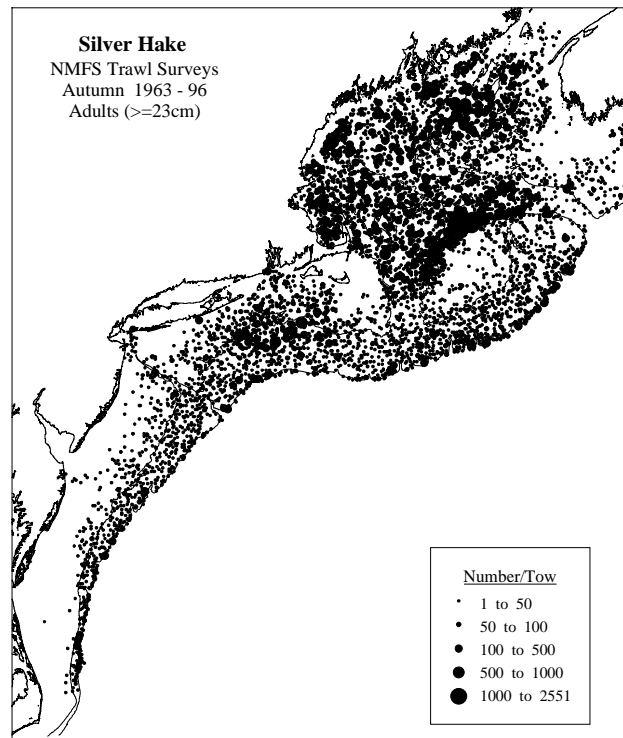 Silver Hake
NMFS Trawl Surveys
Autumn 1963 - 96
Adults (>=23cm)
Number/Tow
1 to 50
50 to 100
100 to 500
500 to 1000
1000 to 2551